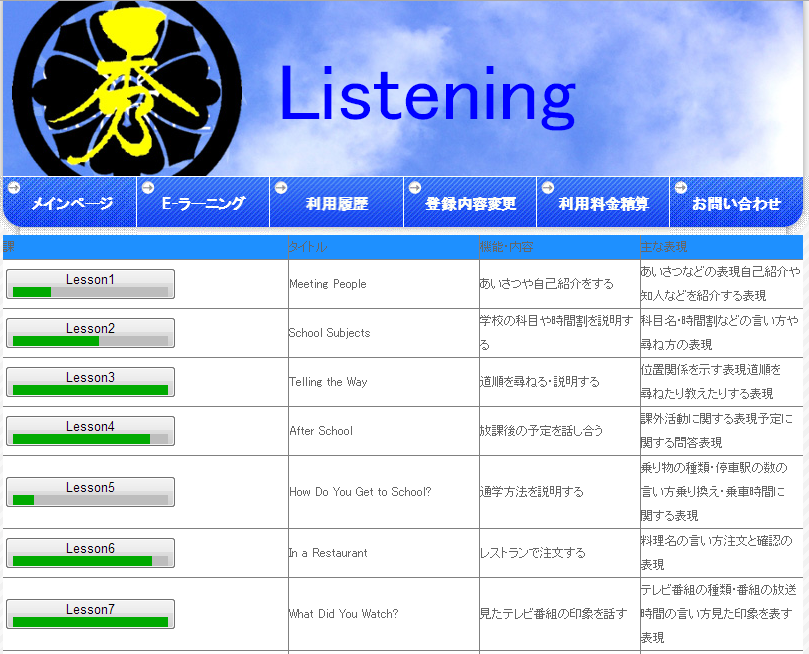 秀
Listening
メインページ
E-ラーニング
利用履歴
登録内容変更
利用料金精算
お問い合わせ
課 タイトル 機能・内容 主な表現
Lesson1 Meeting People あいさつや自己紹介をする あいさつなどの表現自己紹介や
知人などを紹介する表現
Lesson2 School Subjects 学校の科目や時間割を説明す
る
科目名・時間割などの言い方や
尋ね方の表現
Lesson3 Telling the Way 道順を尋ねる・説明する 位置関係を示す表現道順を
尋ねたり教えたりする表現
Lesson4 After School 放課後の予定を話し合う 課外活動に関する表現予定に
関する問答表現
Lesson5 How Do You Get to School? 通学方法を説明する 乗り物の種類・停車駅の数の
言い方乗り換え・乗車時間に
関する表現
Lesson6 In a Restaurant レストランで注文する 料理名の言い方注文と確認の
表現
Lesson7 What Did You Watch? 見たテレビ番組の印象を話す テレビ番組の種類・番組の放送
時間の言い方見た印象を表す
表現